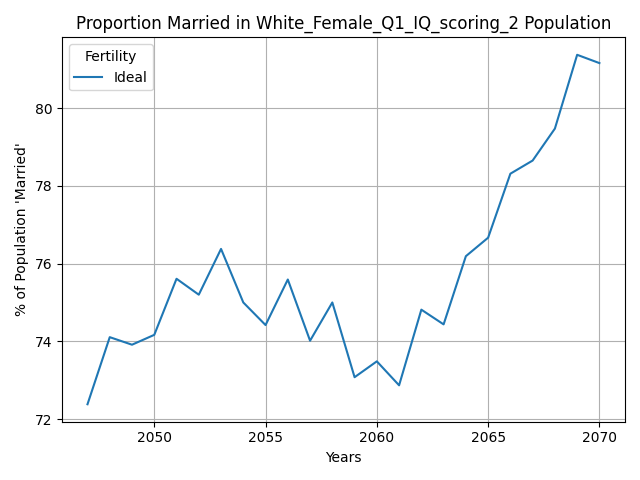 Proportion Married in White_Female_Q1_IQ_scoring_2 Population
Fertility
Ideal
% of Population 'Married'
80
78
76
74
72
2050
2055
2060
2065
2070
Years